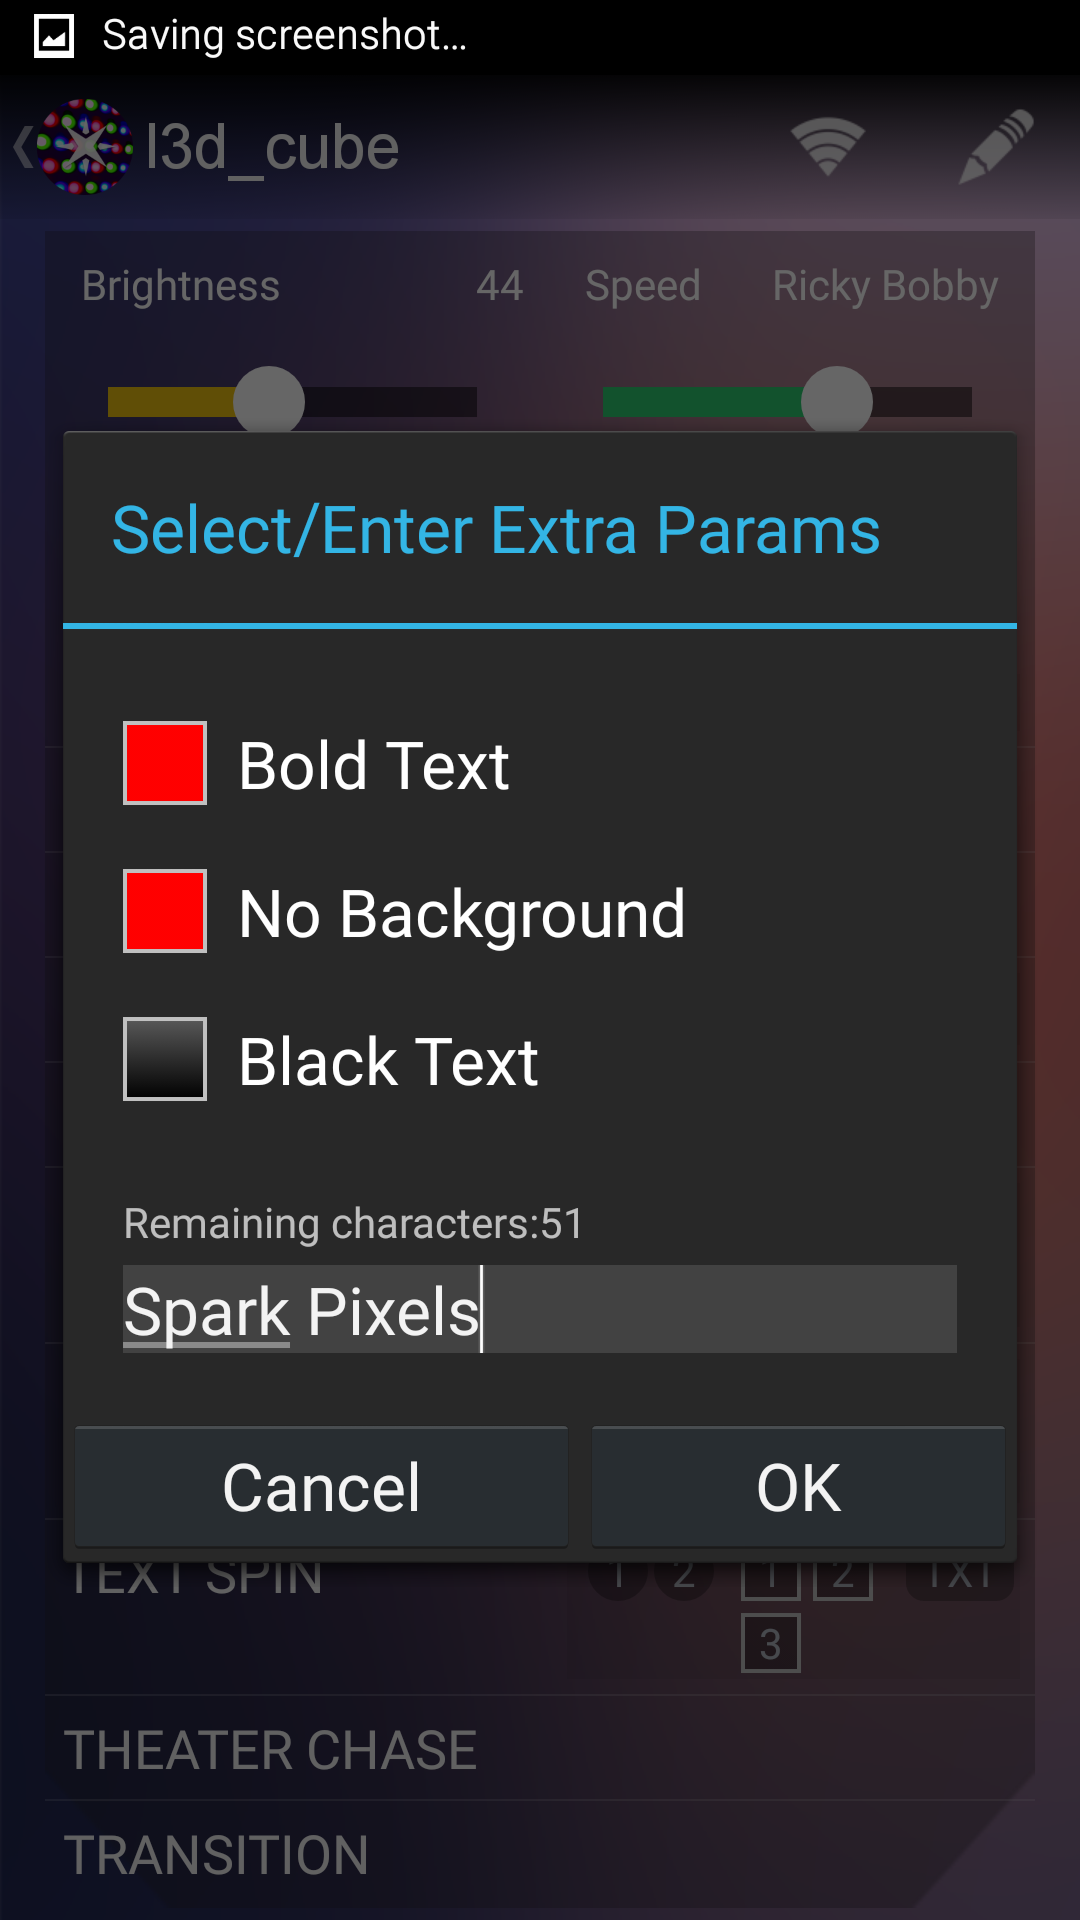 Saving screenshot...
l3d_cube
Brightness 44 Speed Ricky Bobby
Select/Enter Extra Params
Bold Text
No Background
Black Text
Remaining characters:51
Spark Pixels
Cancel OK
TEXT SPIN 1 2 1 2 TXT
3
THEATER CHASE
TRANSITION